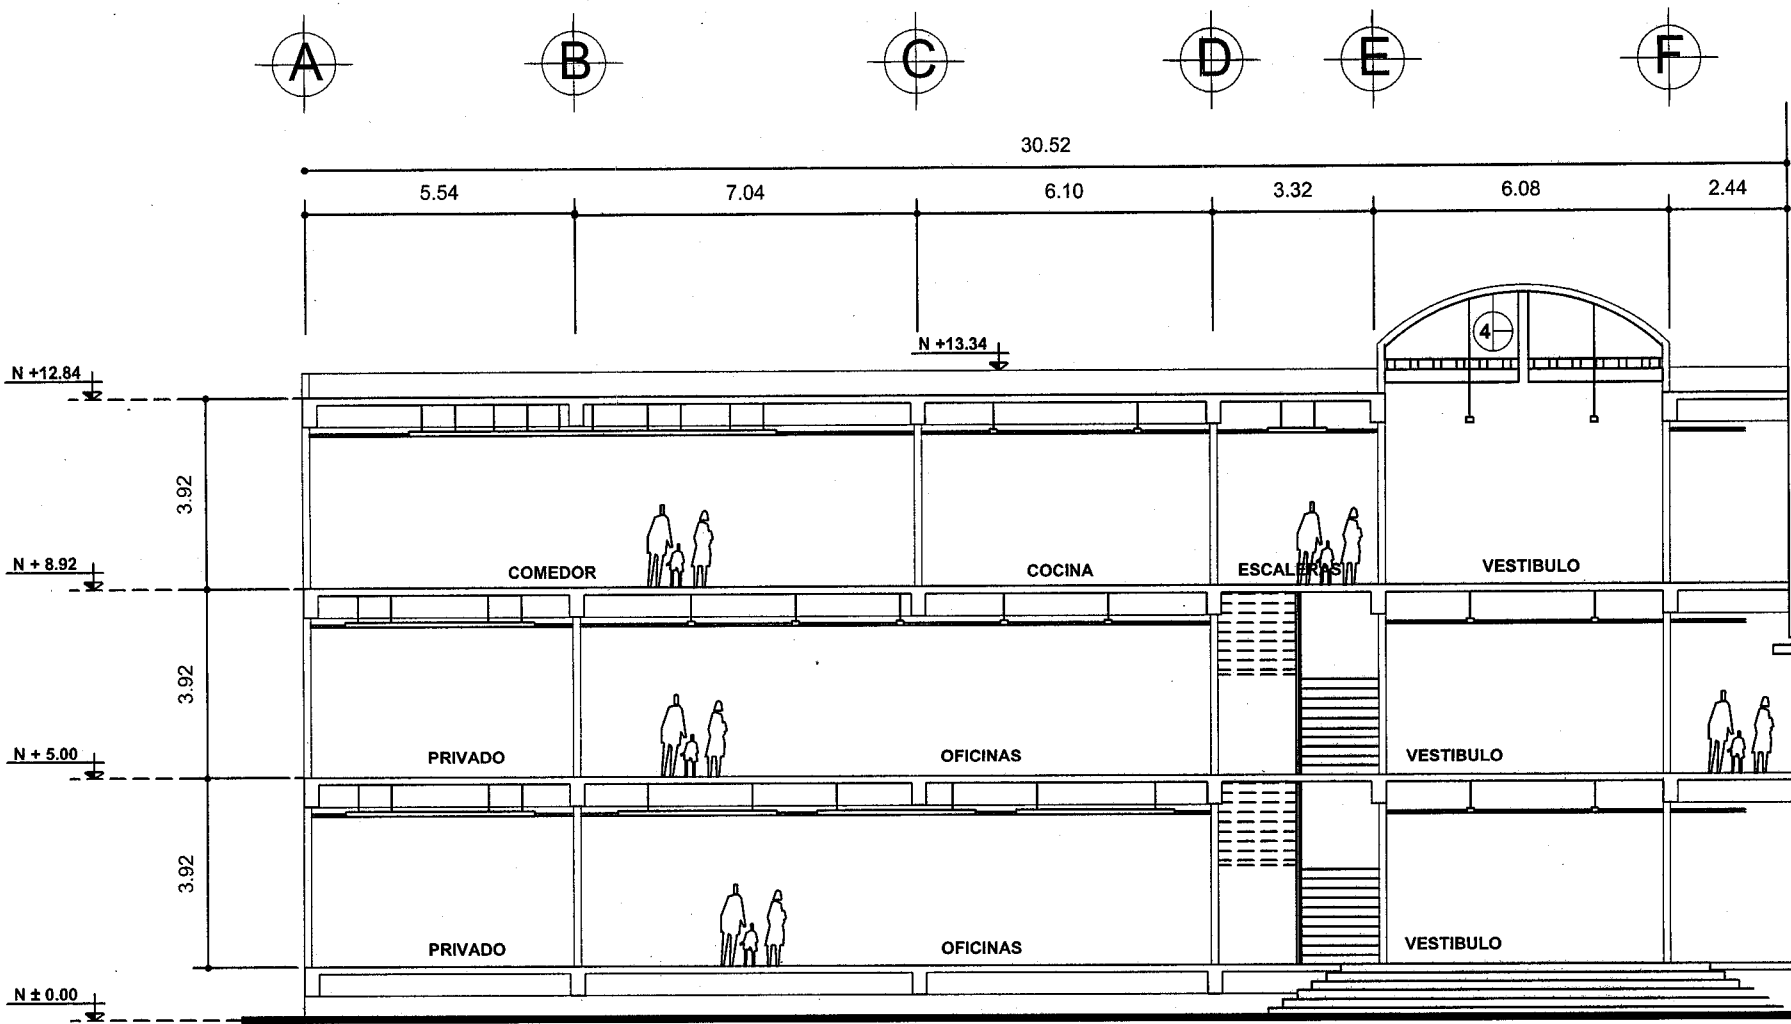 A B C D E F
30.52
5.54 7.04 6.10 3.32 6.08 2.44
4
N +13.34
N +12.84
3.92
N + 8.92
COMEDOR COCINA ESCALERAS VESTIBULO
3.92
N + 5.00
PRIVADO OFICINAS VESTIBULO
3.92
PRIVADO OFICINAS VESTIBULO
N ± 0.00